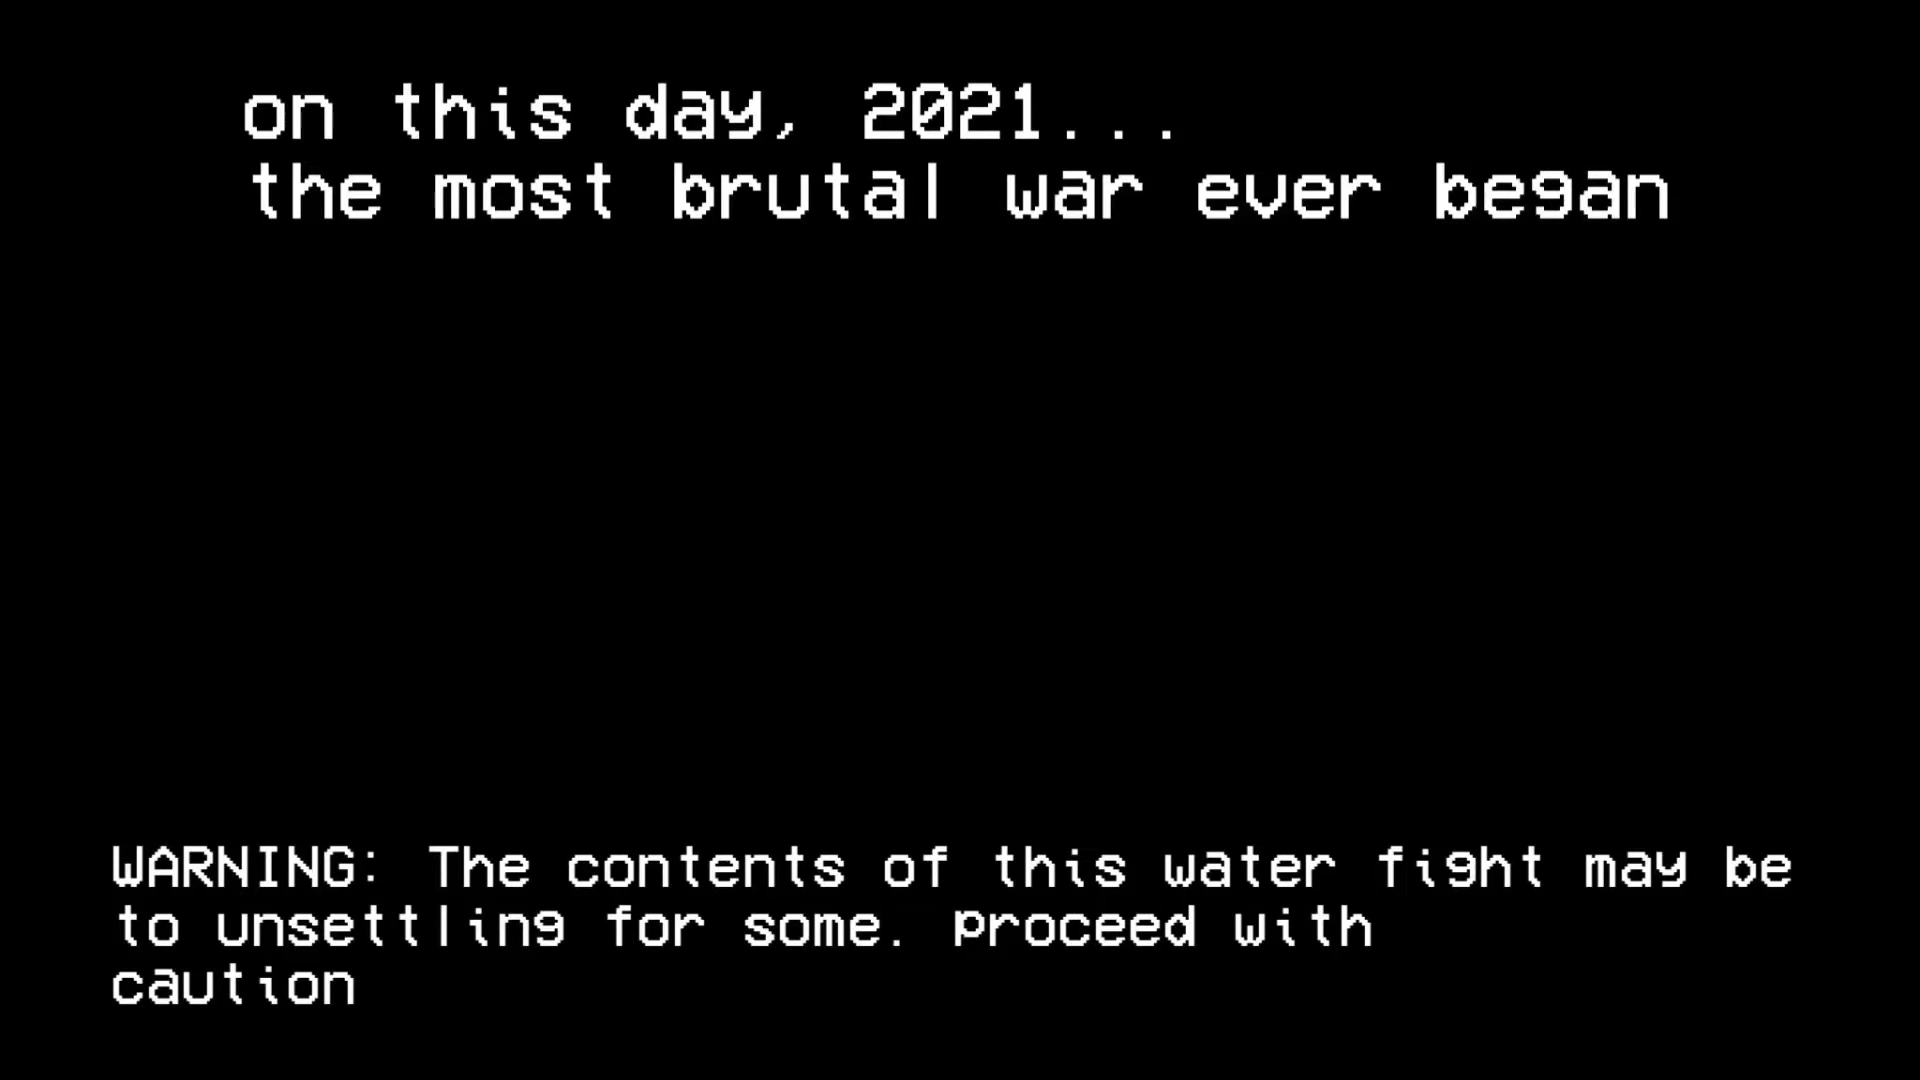 on this day, 2021...
the most brutal war ever began
WARNING: The contents of this water fight may be
to unsettling for some. proceed with
caution